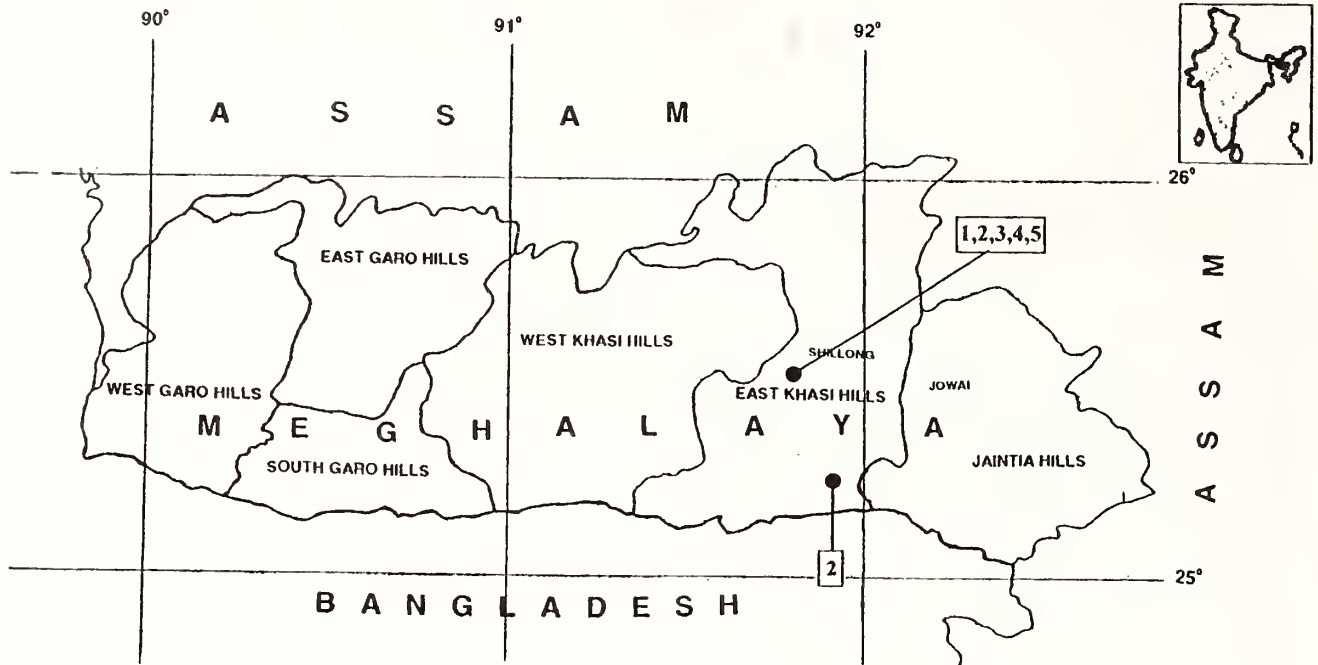 90° 91° 92°
A S S A M
26°
1,2,3,4,5
EAST GARO HILLS
WEST KHASI HILLS
SHILLONG
WEST GARO HILLS
EAST KHASI HILLS
JOWAI
M E G H A L A Y A
SOUTH GARO HILLS
JAINTIA HILLS
A S S A M
2
25°
B A N G L A D E S H